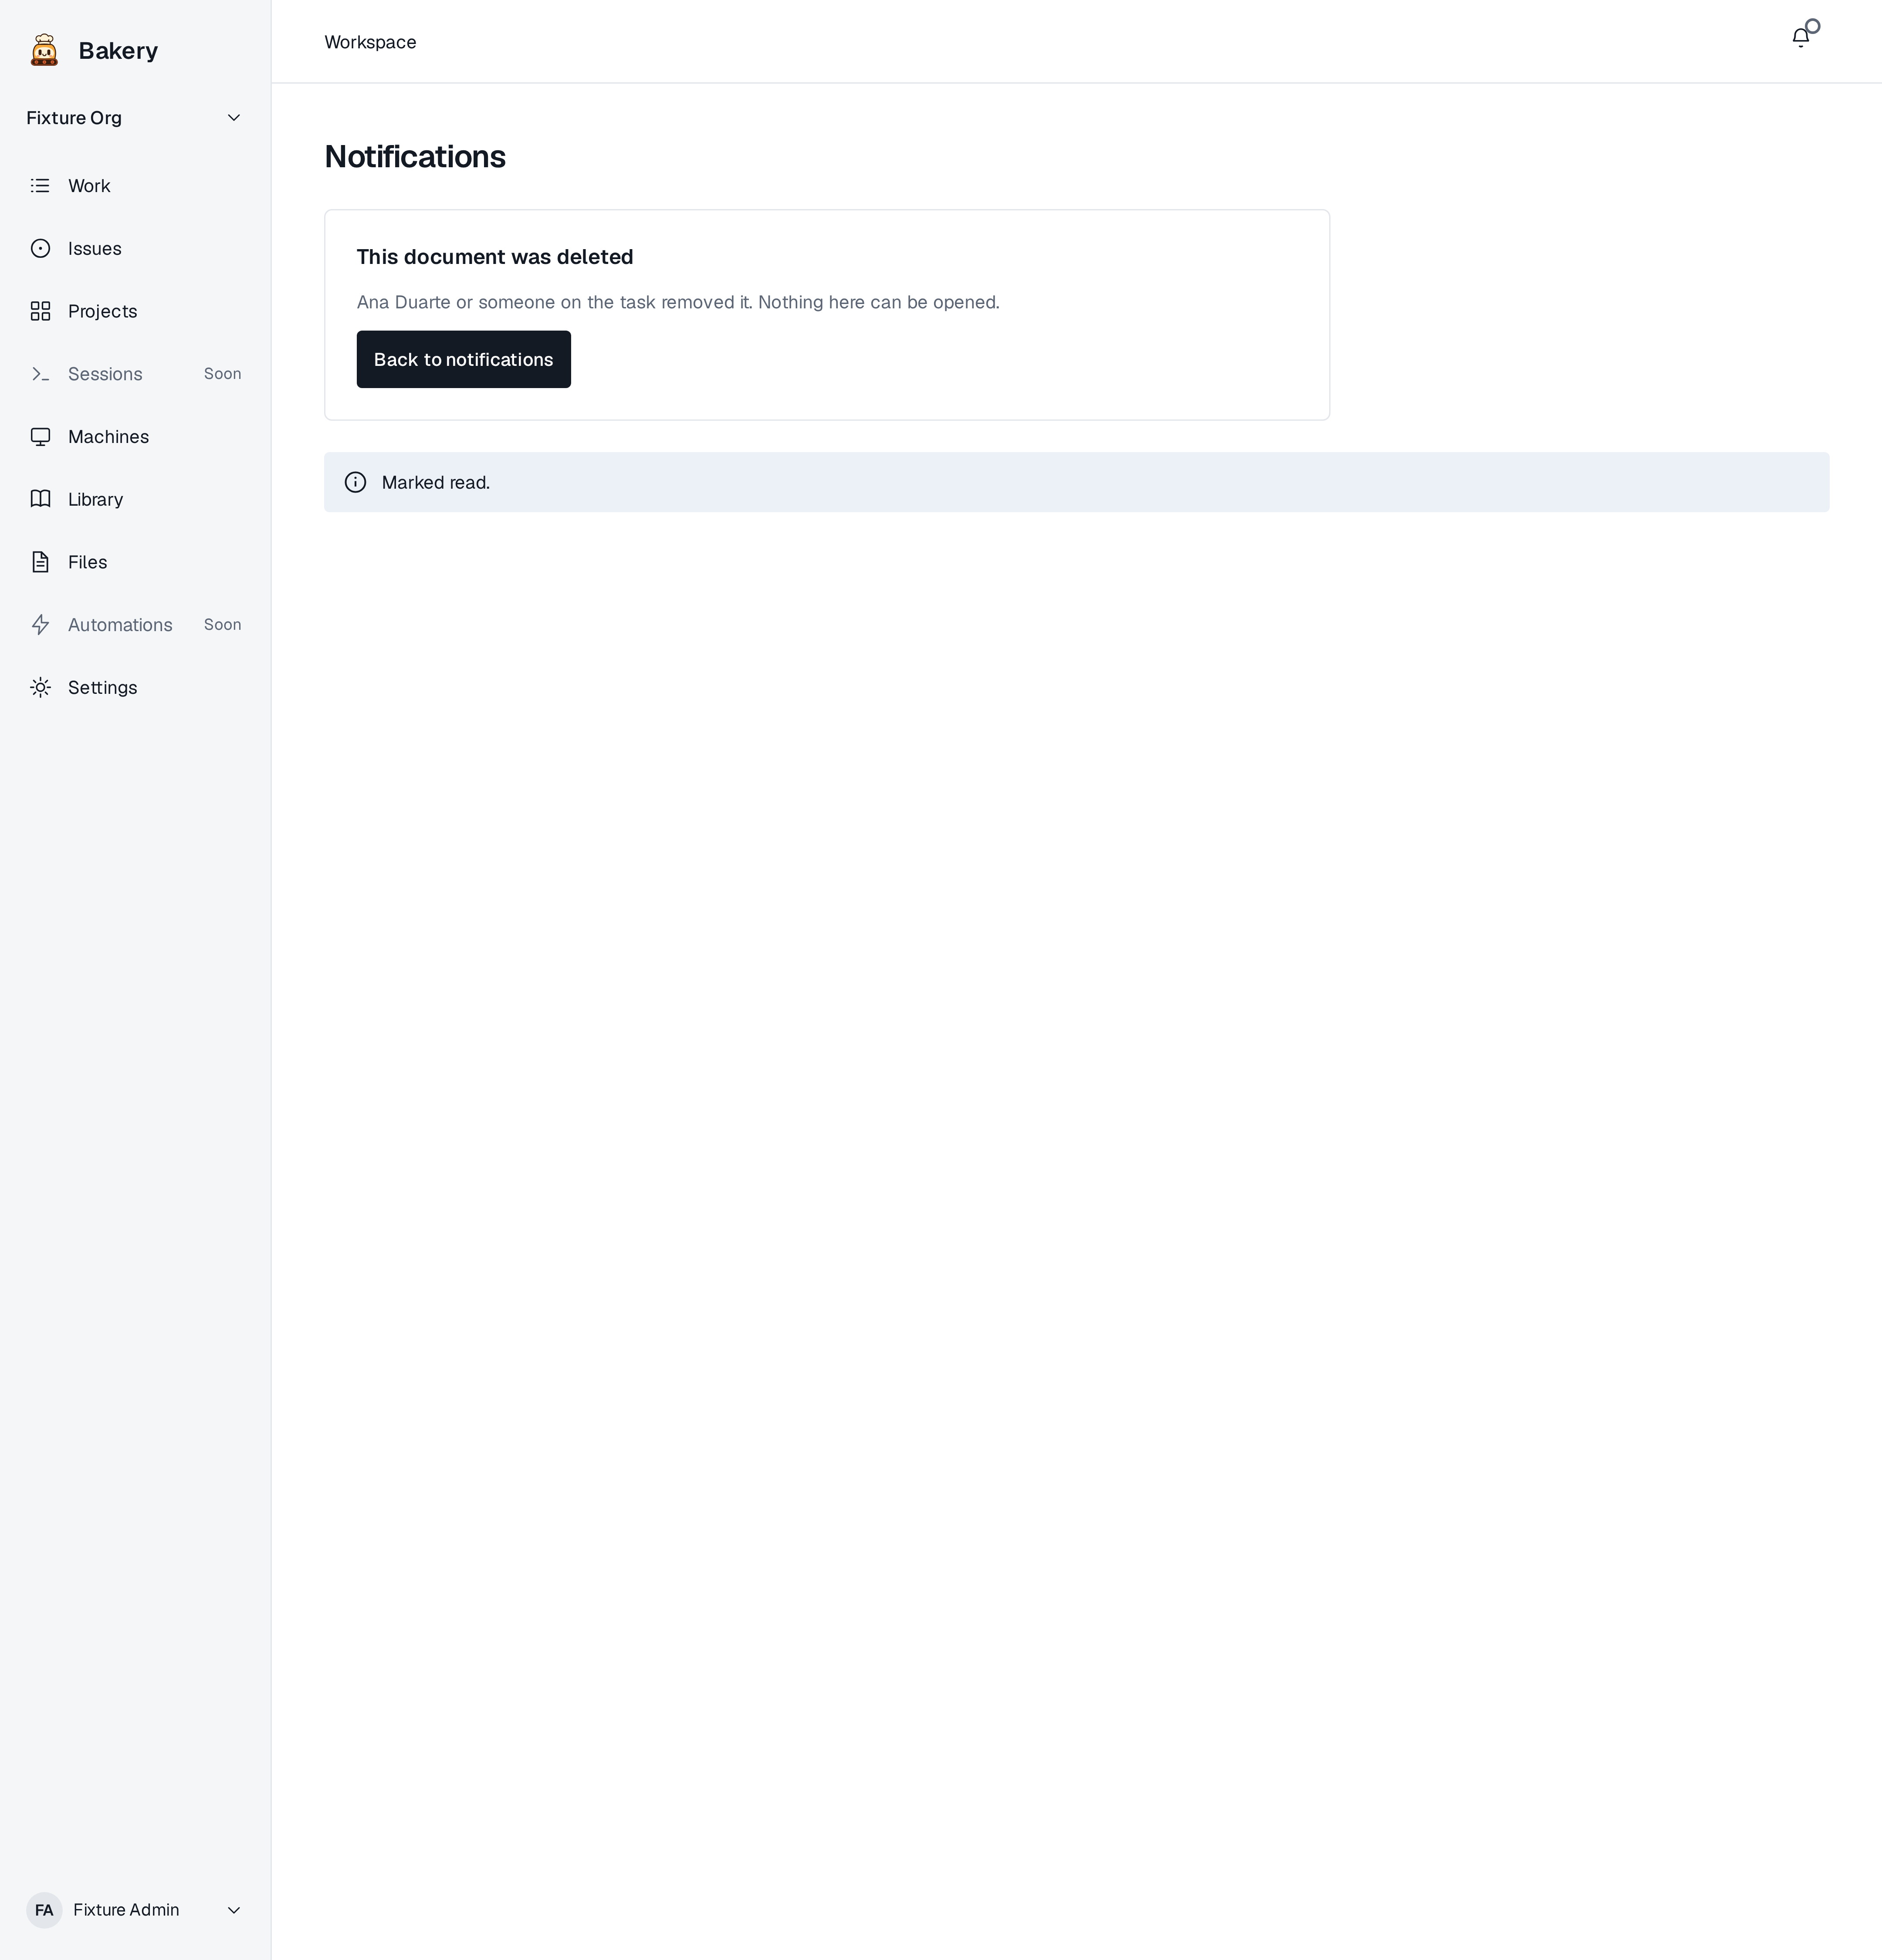 Bakery
Fixture Org
Work
Issues
Projects
Sessions Soon
Machines
Library
Files
Automations Soon
Settings
FA Fixture Admin
Workspace
Notifications
This document was deleted
Ana Duarte or someone on the task removed it. Nothing here can be opened.
Back to notifications
Marked read.